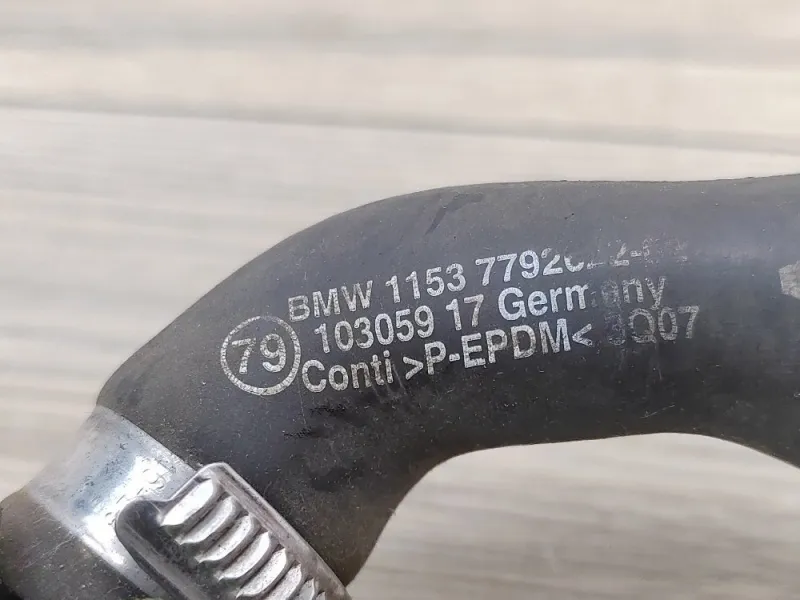 BMW 1153
103059 17 Germany
79
Conti >P-EPDM<